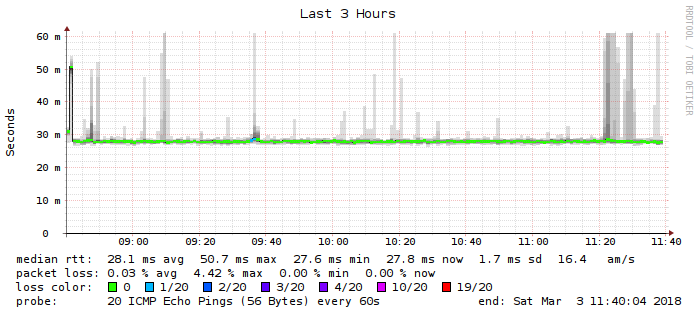 Last 3 Hours
RRDTOOL / TOBI OETIKER
Seconds
60 m
50 m
40 m
30 m
20 m
10 m
0
09:00 09:20 09:40 10:00 10:20 10:40 11:00 11:20 11:40
median rtt: 28.1 ms avg 50.7 ms max 27.6 ms min 27.8 ms now 1.7 ms sd 16.4 am/s
packet loss: 0.03 % avg 4.42 % max 0.00 % min 0.00 % now
loss color: 0 1/20 2/20 3/20 4/20 10/20 19/20
probe: 20 ICMP Echo Pings (56 Bytes) every 60s end: Sat Mar 3 11:40:04 2018